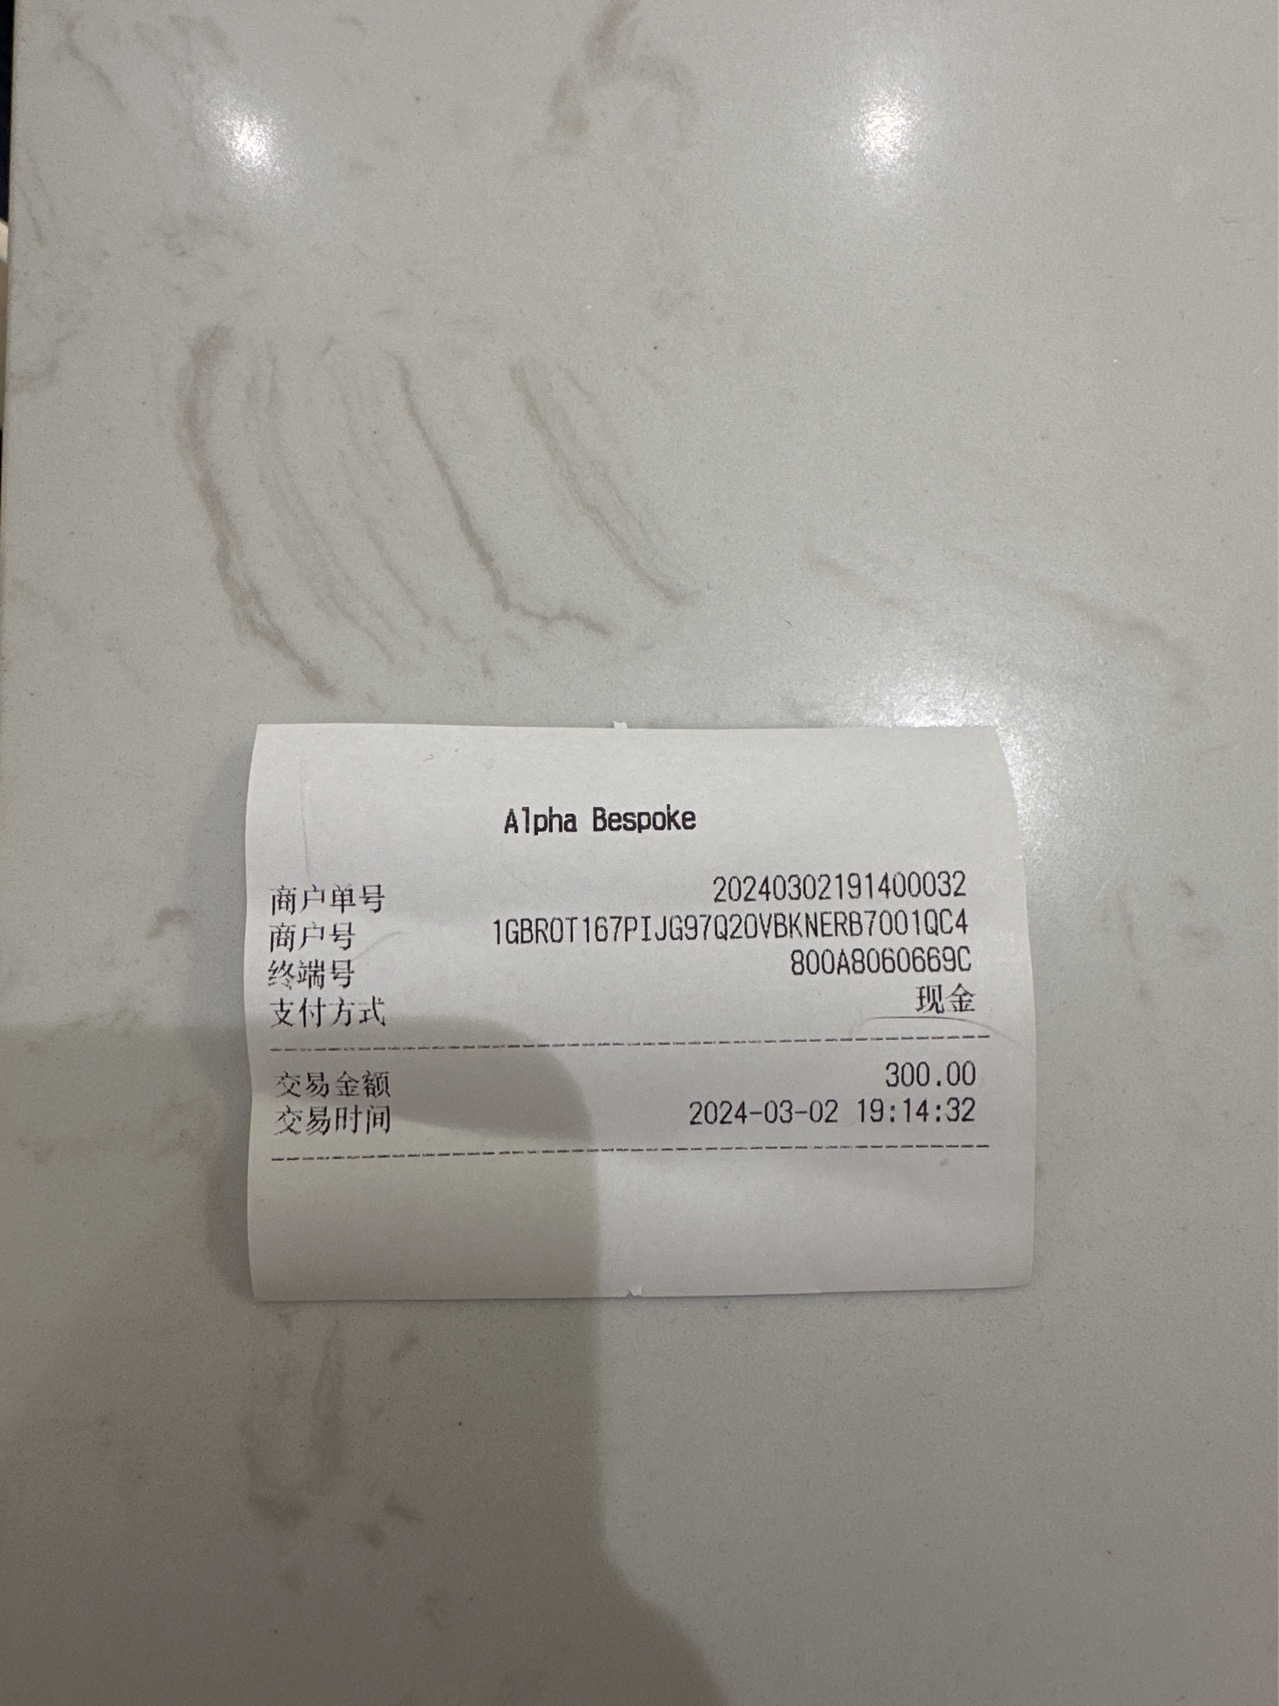 Alpha Bespoke
商户单号 20240302191400032
商户号 1GBR0T167PIJG97Q20VBKNERB7001QC4
终端号 800A8060669C
支付方式 现金
交易金额 300.00
交易时间 2024-03-02 19:14:32